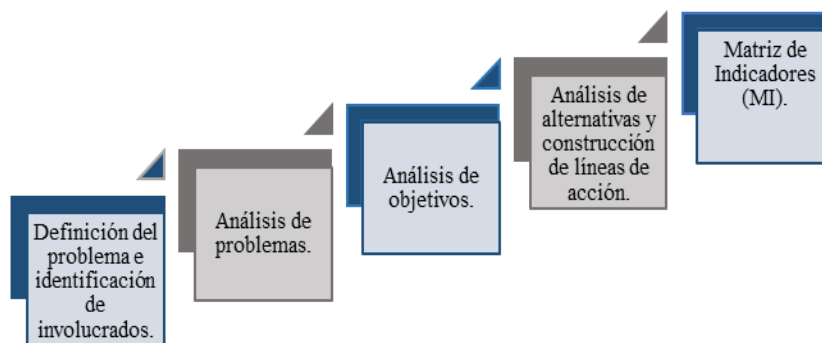 Definición del
problema e
identificación
de
involucrados.
Análisis de
problemas.
Análisis de
objetivos.
Análisis de
alternativas y
construcción
de líneas de
acción.
Matriz de
Indicadores
(MI).